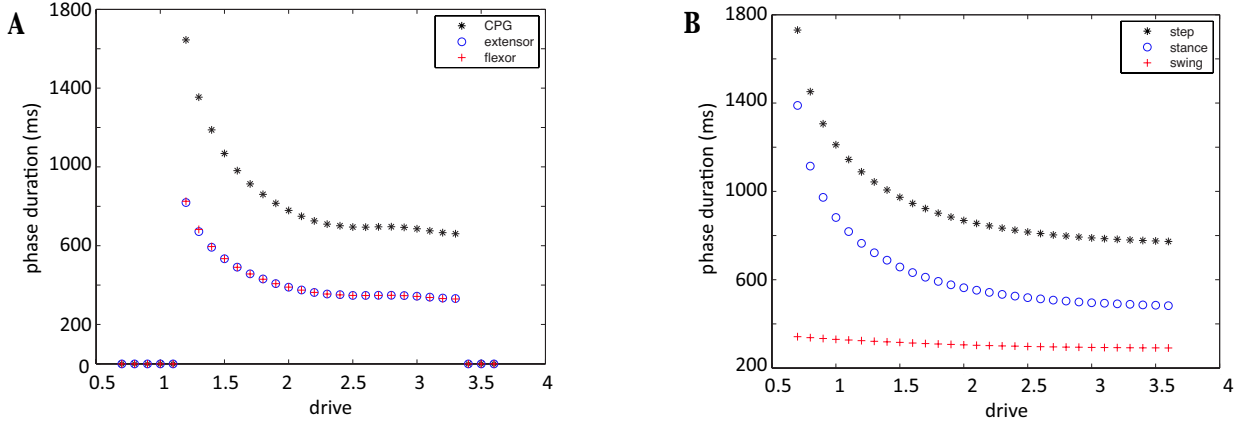 A
phase duration (ms)
1800
1400
1000
600
200
0
0.5 1 1.5 2 2.5 3 3.5 4
drive
CPG
extensor
flexor
B
phase duration (ms)
1800
1400
1000
600
200
0.5 1 1.5 2 2.5 3 3.5 4
drive
step
stance
swing